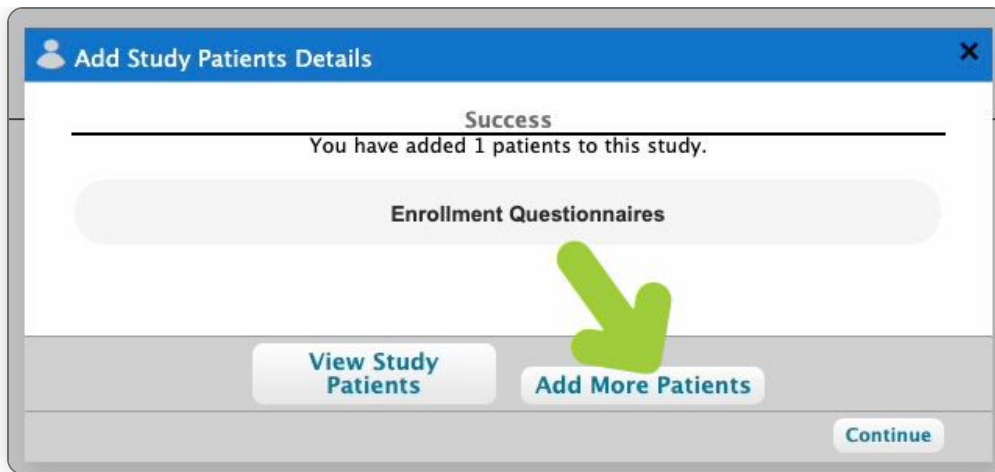 Add Study Patients Details
Success
You have added 1 patients to this study.
Enrollment Questionnaires
View Study
Patients
Add More Patients
Continue